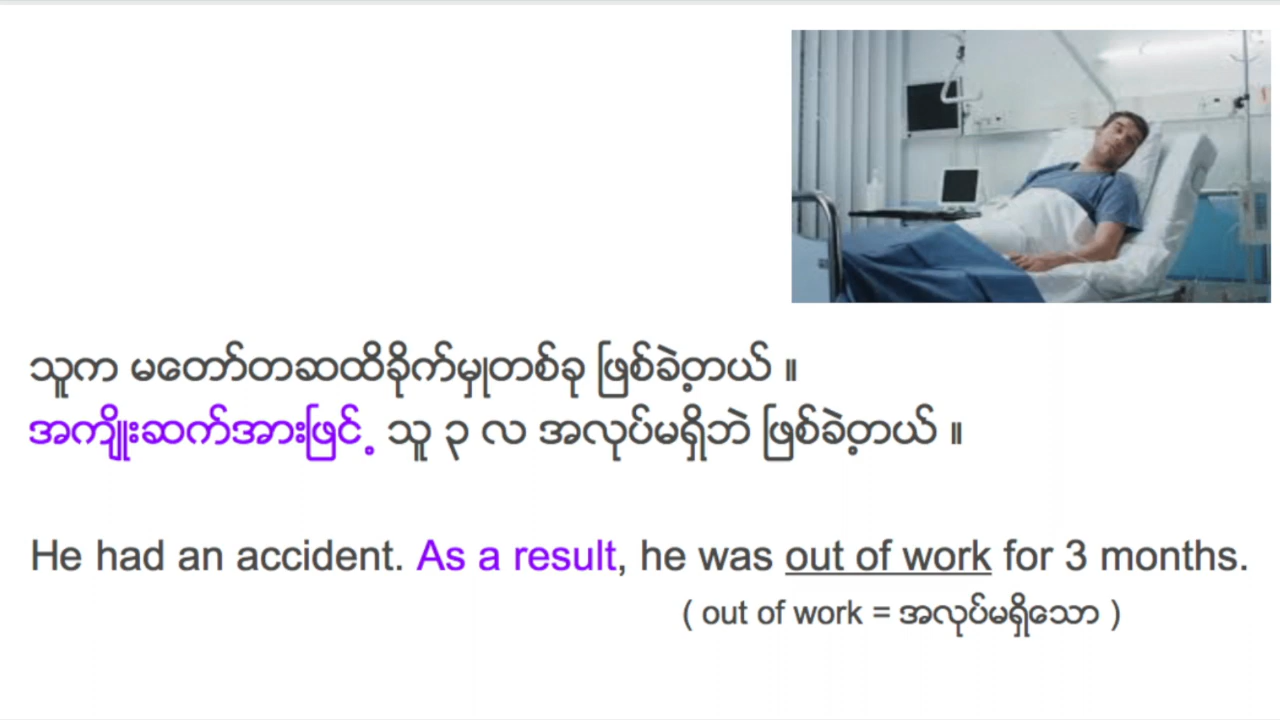 သူက မတော်တဆထိခိုက်မှုတစ်ခု ဖြစ်ခဲ့တယ် ။
အကျိုးဆက်အားဖြင့် သူ ၃ လ အလုပ်မရှိဘဲ ဖြစ်ခဲ့တယ် ။
He had an accident. As a result, he was out of work for 3 months.
( out of work = အလုပ်မရှိသော )